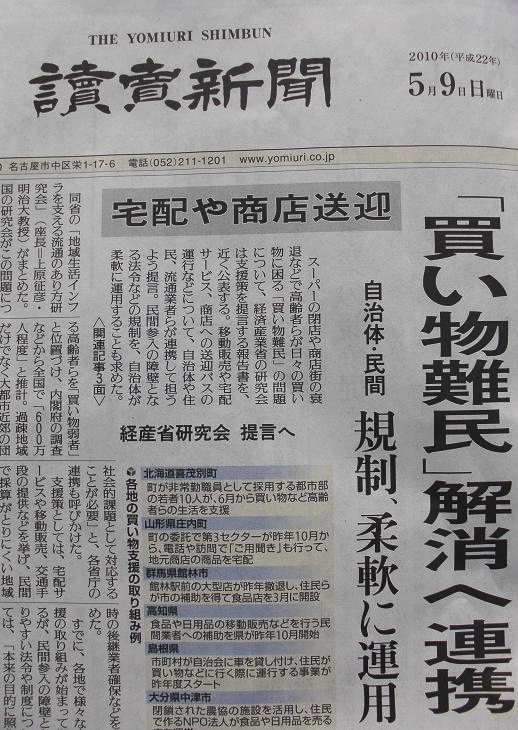 THE YOMIURI SHIMBUN
讀賣新聞
2010年(平成22年)
5月9日日曜日
名古屋市中区栄1-17-6 電話(052)211-1201 www.yomiuri.co.jp
「買い物難民」解消へ連携
自治体・民間
規制、柔軟に運用
宅配や商店送迎
経産省研究会 提言へ
スーパーの閉店や商店街の衰
退などで高齢者らが日々の買い
物に困る「買い物難民」の問題
について、経済産業省の研究会
は支援策を提言する報告書を、
近く公表する。移動販売や宅配
サービス、商店への送迎バスの
運行などについて、自治体や住
民、流通業者らが連携して担う
よう提言。民間参入の障壁とな
る法令などの規制を、自治体が
柔軟に運用することも求めた。
〈関連記事3面〉
同省の「地域生活インフ
ラを支える流通のあり方研
究会」(座長=上原征彦・
明治大教授)がまとめた。
国の研究会がこの問題につ
る高齢者らを「買い物弱者」
と位置づけ、内閣府の調査
などから全国で「600万
人程度」と推計。過疎地域
だけでなく大都市近郊の団
社会的課題として対応する
ことが必要」と、各省庁の
連携も呼びかけた。
支援策としては、宅配サ
ービスや移動販売、交通手
段の提供などを挙げ、民間
で採算がとりにくい地域
時の後継業者確保などを
めた。
すでに、各地で様々な
援の取り組みが始まって
るが、民間参入の障壁と
りやすい法令や制度につ
ては、「本来の目的に照
各地の買い物支援の取り組み例
北海道喜茂別町
町が非常勤職員として採用する都市部
の若者10人が、6月から買い物など高齢
者らの生活を支援
山形県庄内町
町の委託で第3セクターが昨年10月か
ら、電話や訪問で「ご用聞き」も行って、
地元商店の商品を宅配
群馬県館林市
館林駅前の大型店が昨年撤退し、住民ら
が市の補助を得て食品店を3月に開設
高知県
食品や日用品の移動販売などを行う民
間業者への補助を県が昨年10月開始
島根県
市町村が自治会に車を貸し付け、住民が
買い物などに行く際に運行する事業が
昨年度スタート
大分県中津市
閉鎖された農協の施設を活用し、住民
で作るNPO法人が食品や日用品を売る